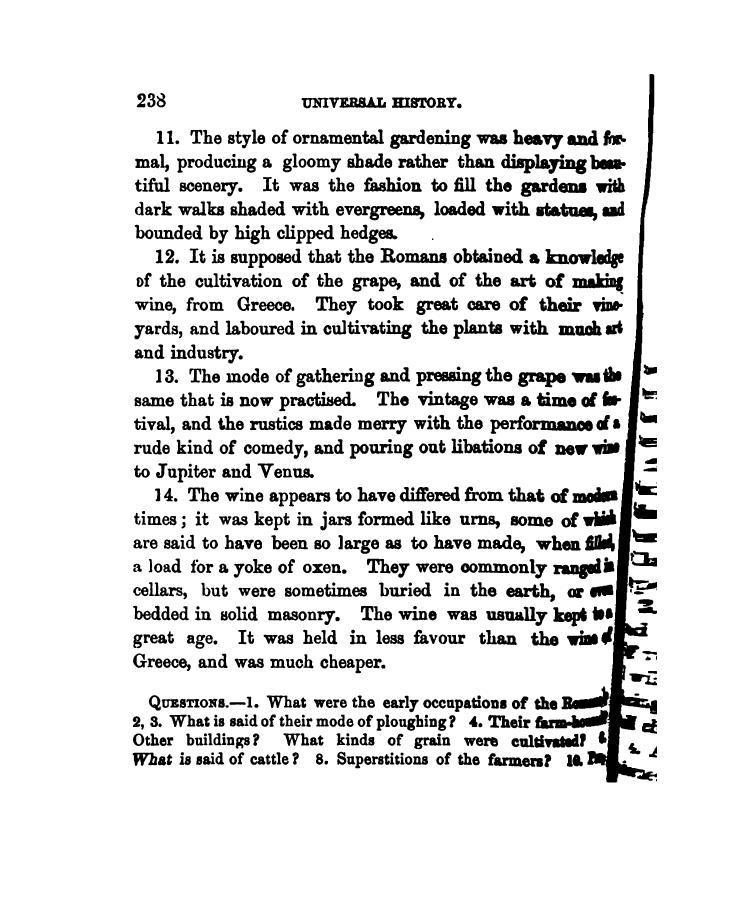 238 UNIVERSAL HISTORY.
11. The style of ornamental gardening was heavy and for-
mal, producing a gloomy shade rather than displaying beau-
tiful scenery. It was the fashion to fill the gardens with
dark walks shaded with evergreens, loaded with statues, and
bounded by high clipped hedges.
12. It is supposed that the Romans obtained a knowledge
of the cultivation of the grape, and of the art of making
wine, from Greece. They took great care of their vine-
yards, and laboured in cultivating the plants with much art
and industry.
13. The mode of gathering and pressing the grape was the
same that is now practised. The vintage was a time of fes-
tival, and the rustics made merry with the performance of a
rude kind of comedy, and pouring out libations of new wine
to Jupiter and Venus.
14. The wine appears to have differed from that of modern
times; it was kept in jars formed like urns, some of which
are said to have been so large as to have made, when filled,
a load for a yoke of oxen. They were commonly ranged in
cellars, but were sometimes buried in the earth, or even
bedded in solid masonry. The wine was usually kept to a
great age. It was held in less favour than the wine of
Greece, and was much cheaper.
QUESTIONS.—1. What were the early occupations of the
2, 3. What is said of their mode of ploughing? 4. Their
Other buildings? What kinds of grain were cultivated?
What is said of cattle? 8. Superstitions of the farmers? 10.